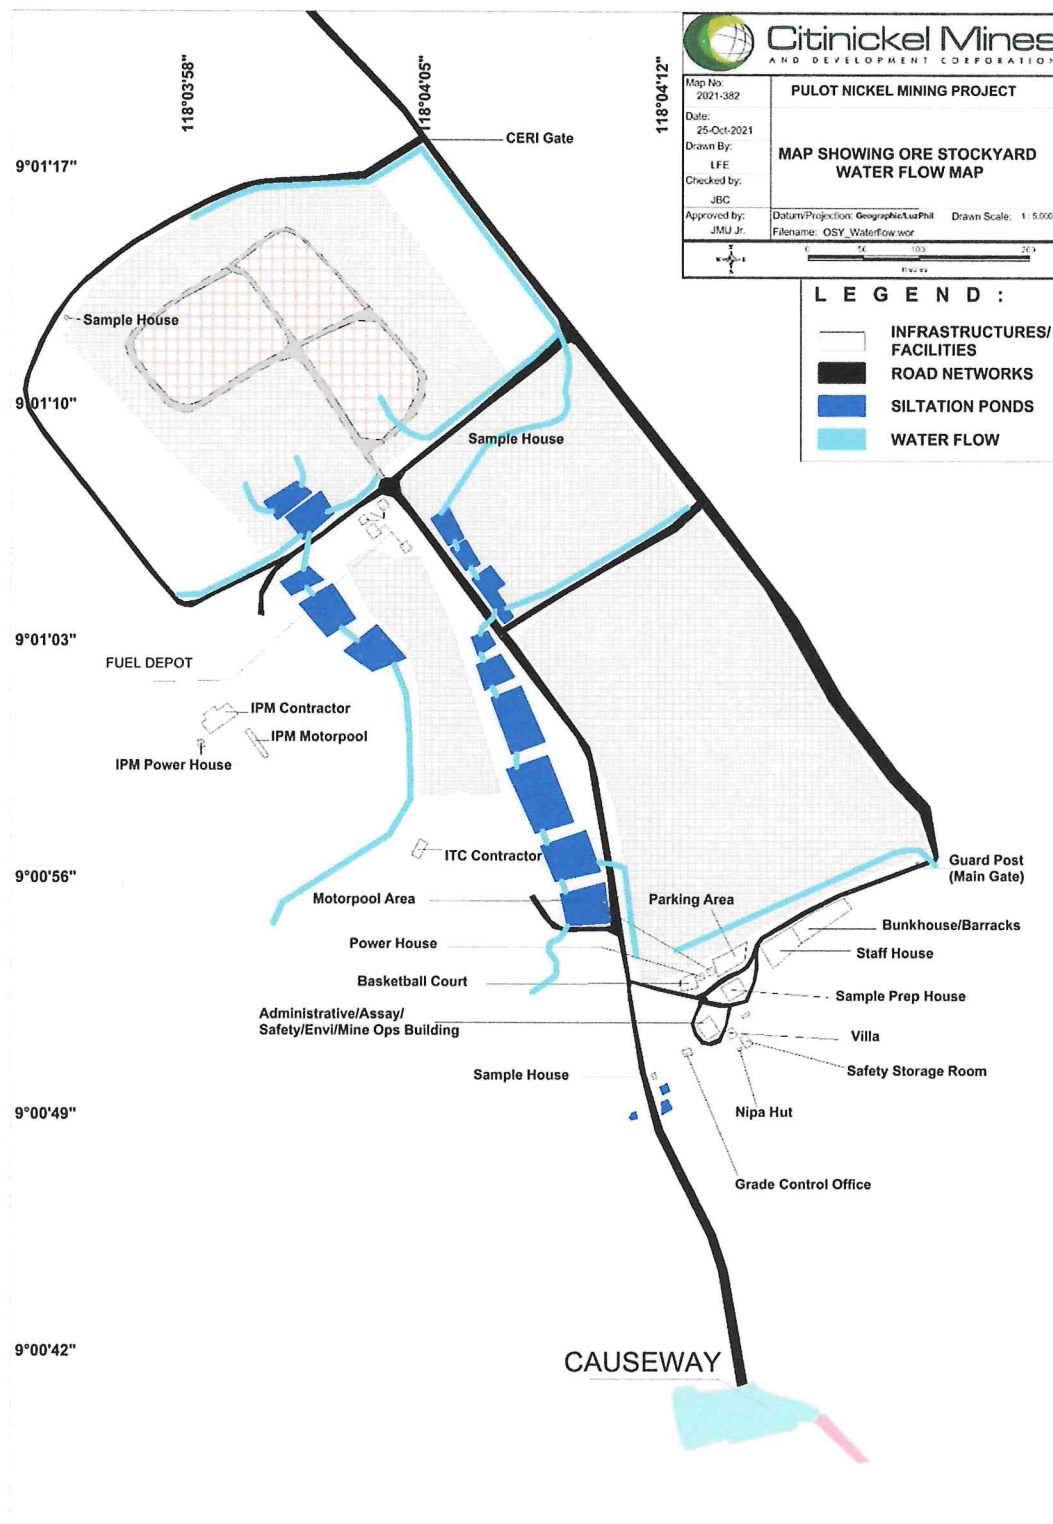 Citinickel Mines
AND DEVELOPMENT CORPORATION
Map No:
2021-382
PULOT NICKEL MINING PROJECT
Date:
25-Oct-2021
Drawn By:
LFE
MAP SHOWING ORE STOCKYARD
WATER FLOW MAP
Checked by:
JBC
Approved by:
JMU Jr.
Datum/Projection: Geographic/LuzPhil
Drawn Scale: 1:5,000
Filename: OSY_Waterflow.wor
0 50 100 200
metres
L E G E N D :
INFRASTRUCTURES/
FACILITIES
ROAD NETWORKS
SILTATION PONDS
WATER FLOW
118°03'58"
118°04'05"
118°04'12"
9°01'17"
9°01'10"
9°01'03"
9°00'56"
9°00'49"
9°00'42"
CERI Gate
Sample House
Sample House
FUEL DEPOT
IPM Contractor
IPM Motorpool
IPM Power House
ITC Contractor
Motorpool Area
Parking Area
Guard Post
(Main Gate)
Bunkhouse/Barracks
Power House
Staff House
Basketball Court
Sample Prep House
Administrative/Assay/
Safety/Envi/Mine Ops Building
Villa
Safety Storage Room
Sample House
Nipa Hut
Grade Control Office
CAUSEWAY